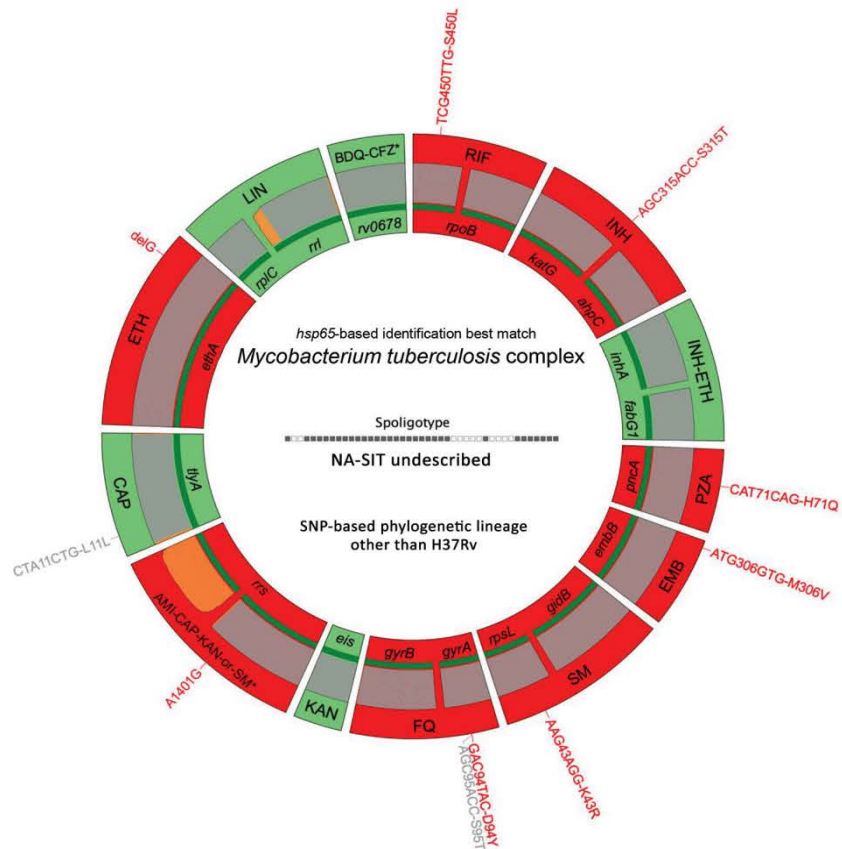 TCG450TTG-S450L
RIF
rpoB
AGC315ACC-S315T
INH
katG
ahpC
INH-ETH
inhA
fabG1
PZA
pncA
CAT71CAG-H71Q
EMB
embB
ATG306GTG-M306V
SM
gidB
rpsL
AAG43AGG-K43R
FQ
gyrA
gyrB
GAC94TAC-D94Y
AGC95ACC-S95T
KAN
eis
AMI-CAP-KAN-or-SM*
rrs
A1401G
CAP
tlyA
CTA11CTG-L11L
ETH
ethA
delG
LIN
rplC
rrl
BDQ-CFZ*
rv0678
hsp65-based identification best match
Mycobacterium tuberculosis complex
Spoligotype
NA-SIT undescribed
SNP-based phylogenetic lineage
other than H37Rv